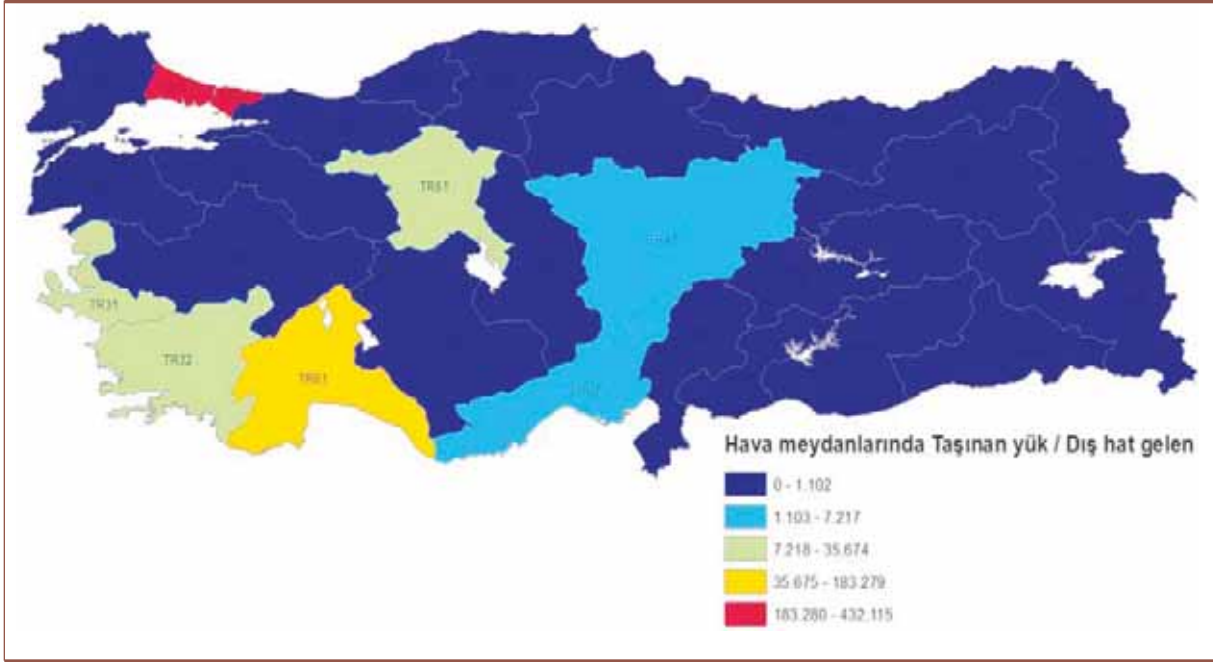 TR51
TR31
TR32
TR61
Hava meydanlarında Taşınan yük / Dış hat gelen
0 - 1.102
1.103 - 7.217
7.218 - 35.674
35.675 - 183.279
183.280 - 432.115